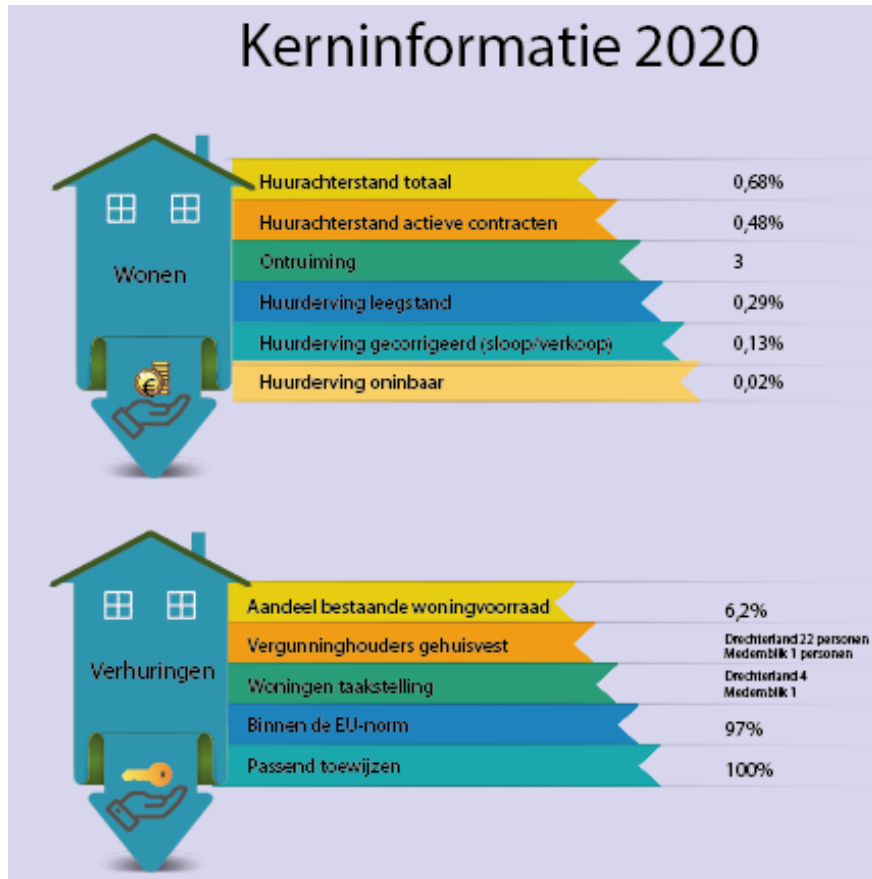 Kerninformatie 2020
Wonen
Huurachterstand totaal 0,68%
Huurachterstand actieve contracten 0,48%
Ontruiming 3
Huurderving leegstand 0,29%
Huurderving gecorrigeerd (sloop/verkoop) 0,13%
Huurderving oninbaar 0,02%
Verhuringen
Aandeel bestaande woningvoorraad 6,2%
Vergunninghouders gehuisvest Drechterland 22 personen
Medemblik 1 personen
Woningen taakstelling Drechterland 4
Medemblik 1
Binnen de EU-norm 97%
Passend toewijzen 100%